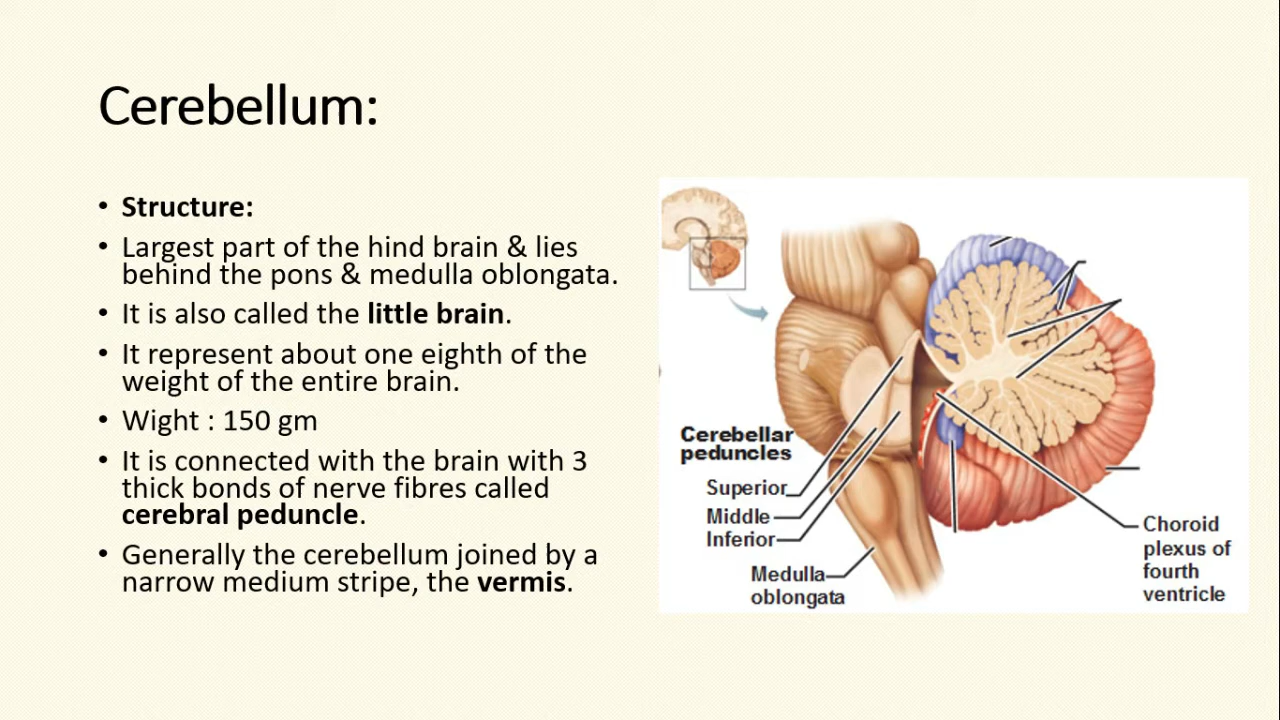 Cerebellum:
• Structure:
• Largest part of the hind brain & lies
behind the pons & medulla oblongata.
• It is also called the little brain.
• It represent about one eighth of the
weight of the entire brain.
• Wight : 150 gm
• It is connected with the brain with 3
thick bonds of nerve fibres called
cerebral peduncle.
• Generally the cerebellum joined by a
narrow medium stripe, the vermis.
Cerebellar
peduncles
Superior
Middle
Inferior
Medulla
oblongata
Choroid
plexus of
fourth
ventricle